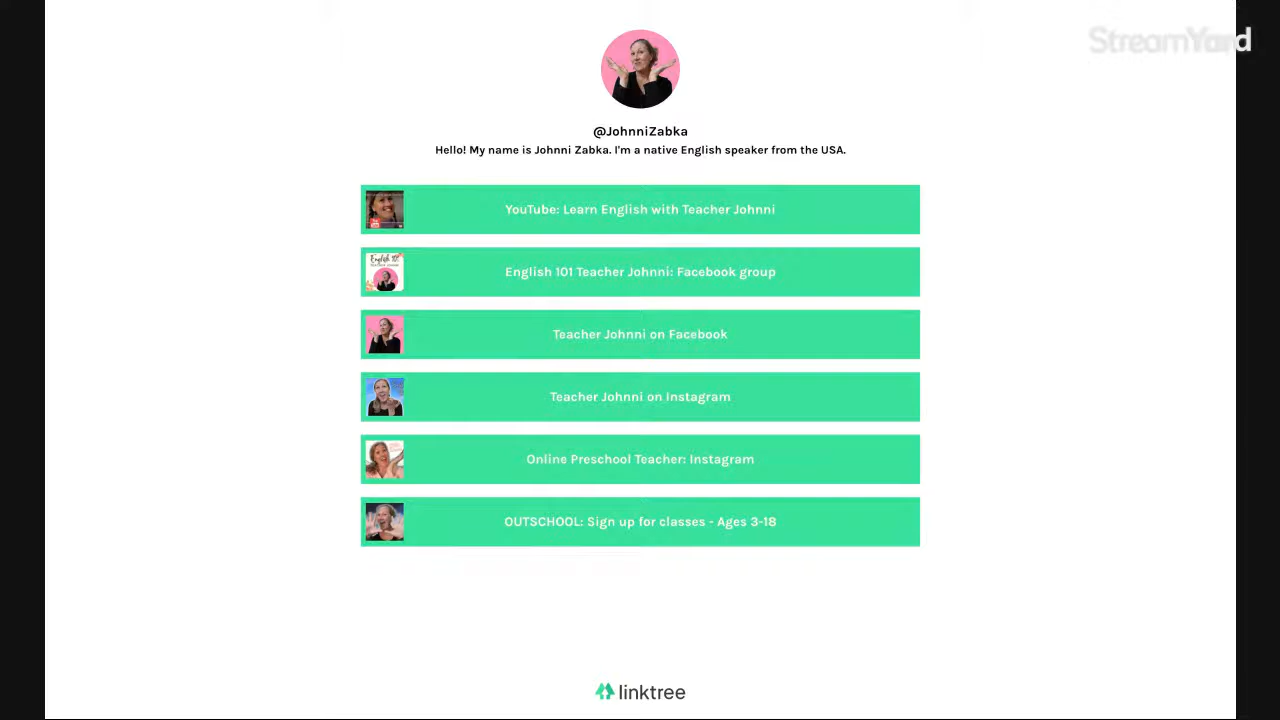 StreamYard
@JohnniZabka
Hello! My name is Johnni Zabka. I'm a native English speaker from the USA.
YouTube: Learn English with Teacher Johnni
English 101 Teacher Johnni: Facebook group
Teacher Johnni on Facebook
Teacher Johnni on Instagram
Online Preschool Teacher: Instagram
OUTSCHOOL: Sign up for classes - Ages 3-18
linktree